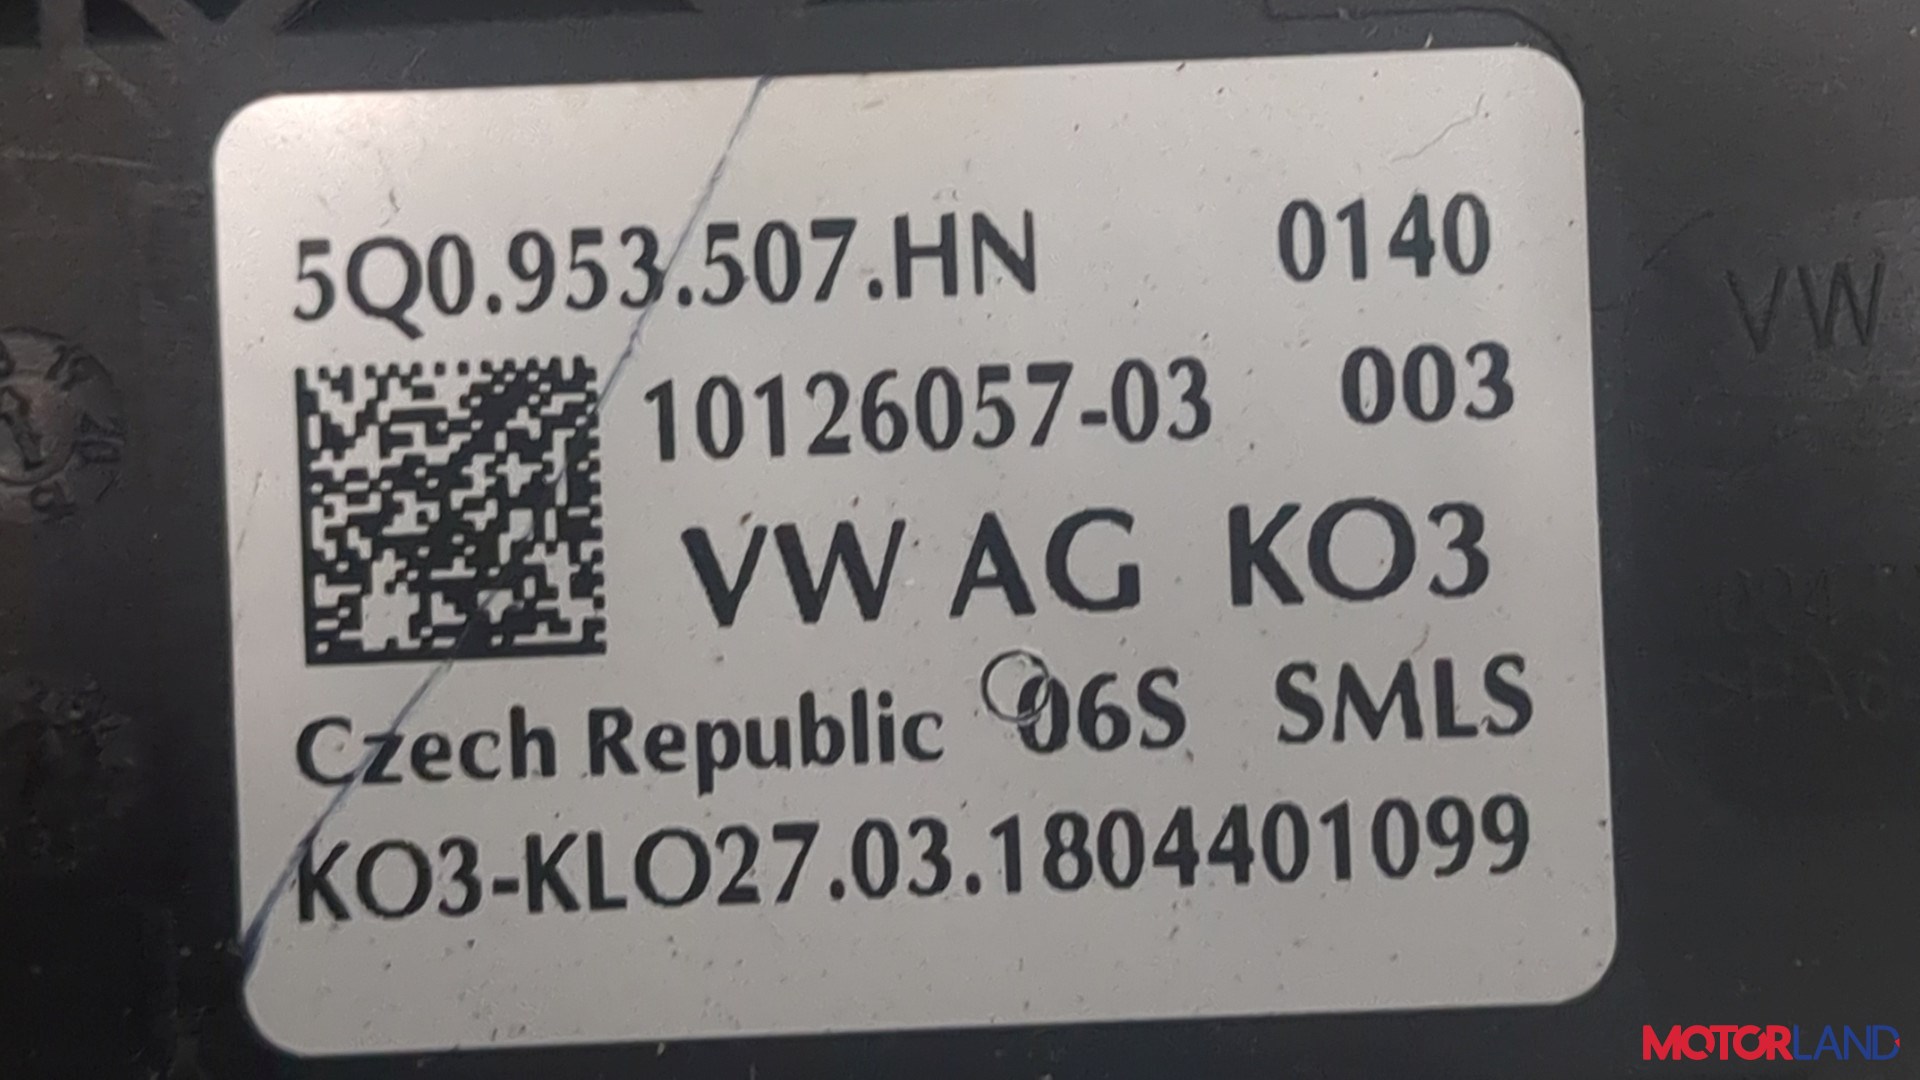 5Q0.953.507.HN 0140
10126057-03 003
VW AG KO3
Czech Republic 06S SMLS
KO3-KLO27.03.1804401099
VW
MOTORLAND